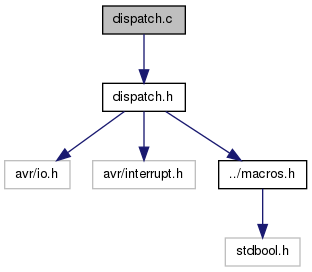 dispatch.c
dispatch.h
avr/io.h
avr/interrupt.h
../macros.h
stdbool.h